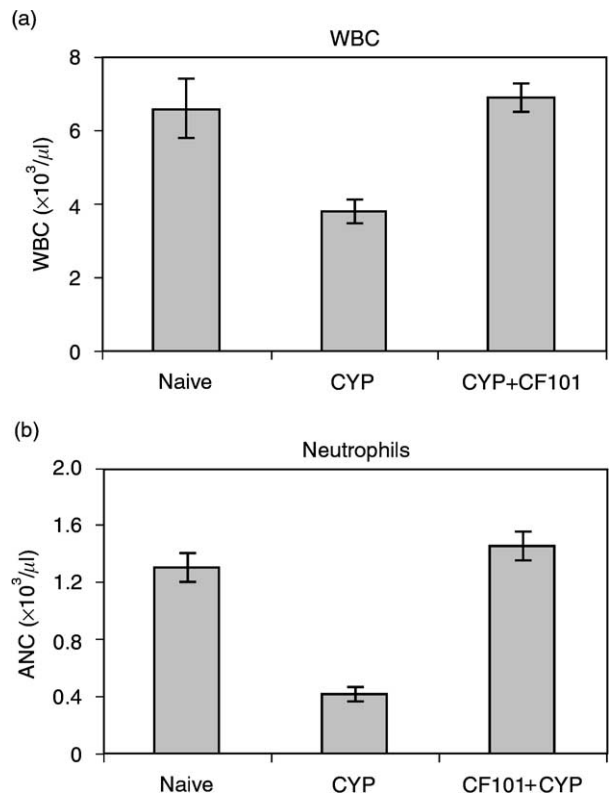 (a)
WBC
8
6
4
2
0
WBC (×10³/μl)
Naive
CYP
CYP+CF101
(b)
Neutrophils
2.0
1.6
1.2
0.8
0.4
0
ANC (×10³/μl)
Naive
CYP
CF101+CYP